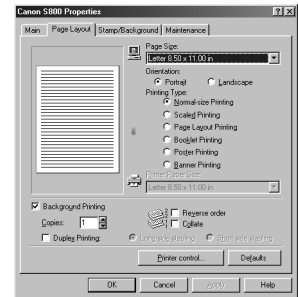 Canon S800 Properties
Main Page Layout Stamp/Background Maintenance
Page Size:
Letter 8.50 x 11.00 in
Orientation:
Portrait Landscape
Printing Type:
Normal-size Printing
Scaled Printing
Page Layout Printing
Booklet Printing
Poster Printing
Banner Printing
Printer Paper Size:
Letter 8.50 x 11.00 in
Background Printing
Copies: 1
Reverse order
Collate
Duplex Printing:
Long-side stapling Short-side stapling
Printer control... Defaults
OK Cancel Apply Help